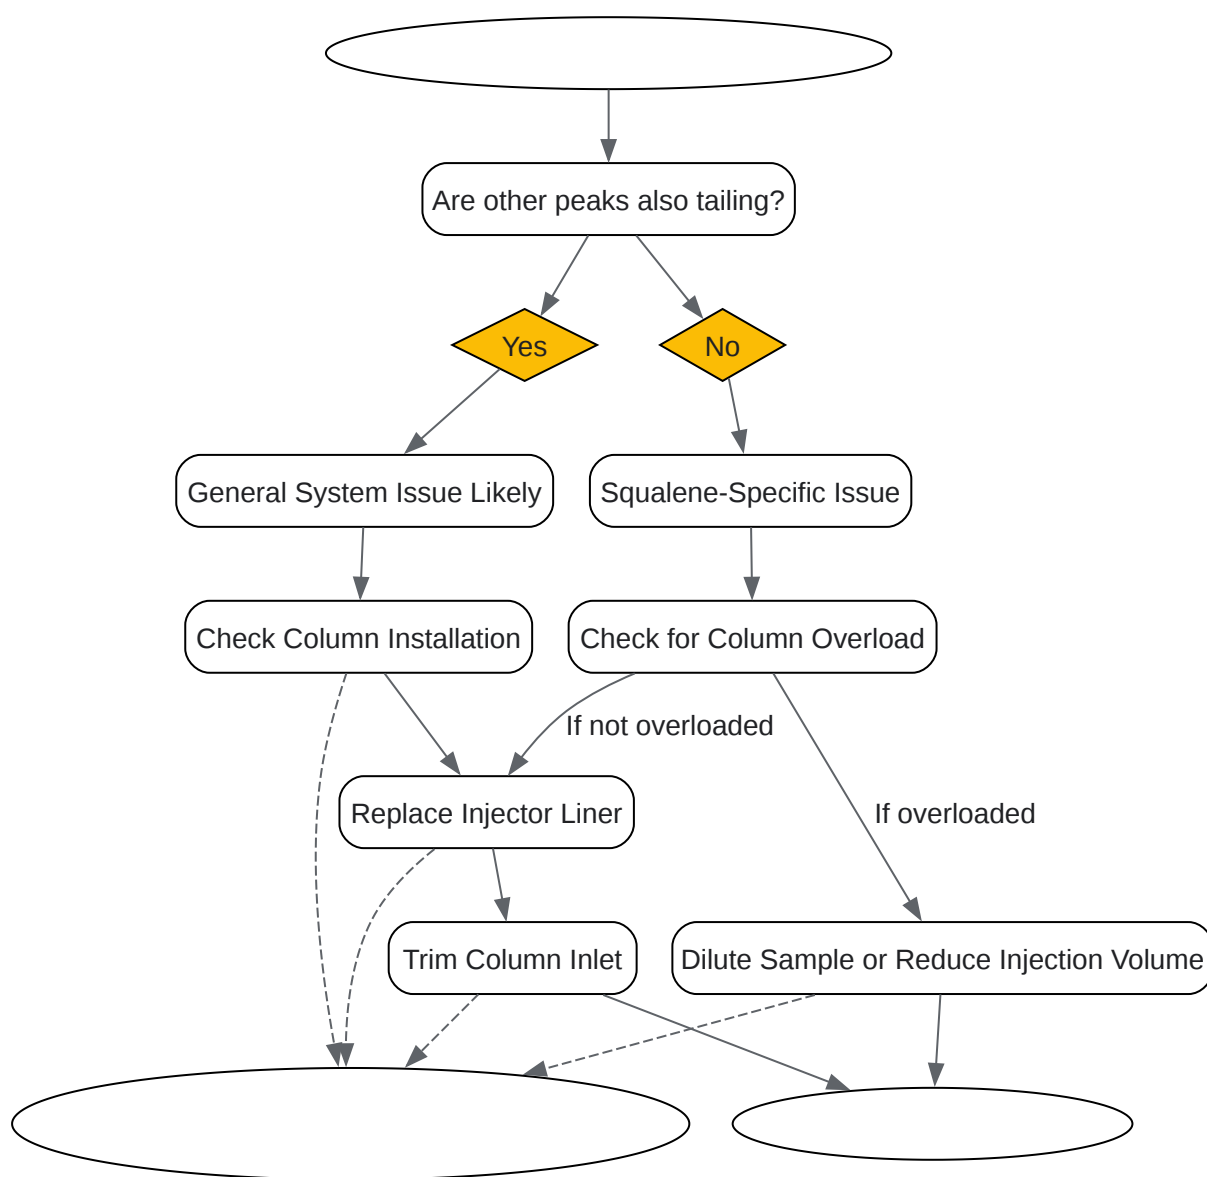 Are other peaks also tailing?
Yes
No
General System Issue Likely
Squalene-Specific Issue
Check Column Installation
Check for Column Overload
If not overloaded
Replace Injector Liner
If overloaded
Trim Column Inlet
Dilute Sample or Reduce Injection Volume